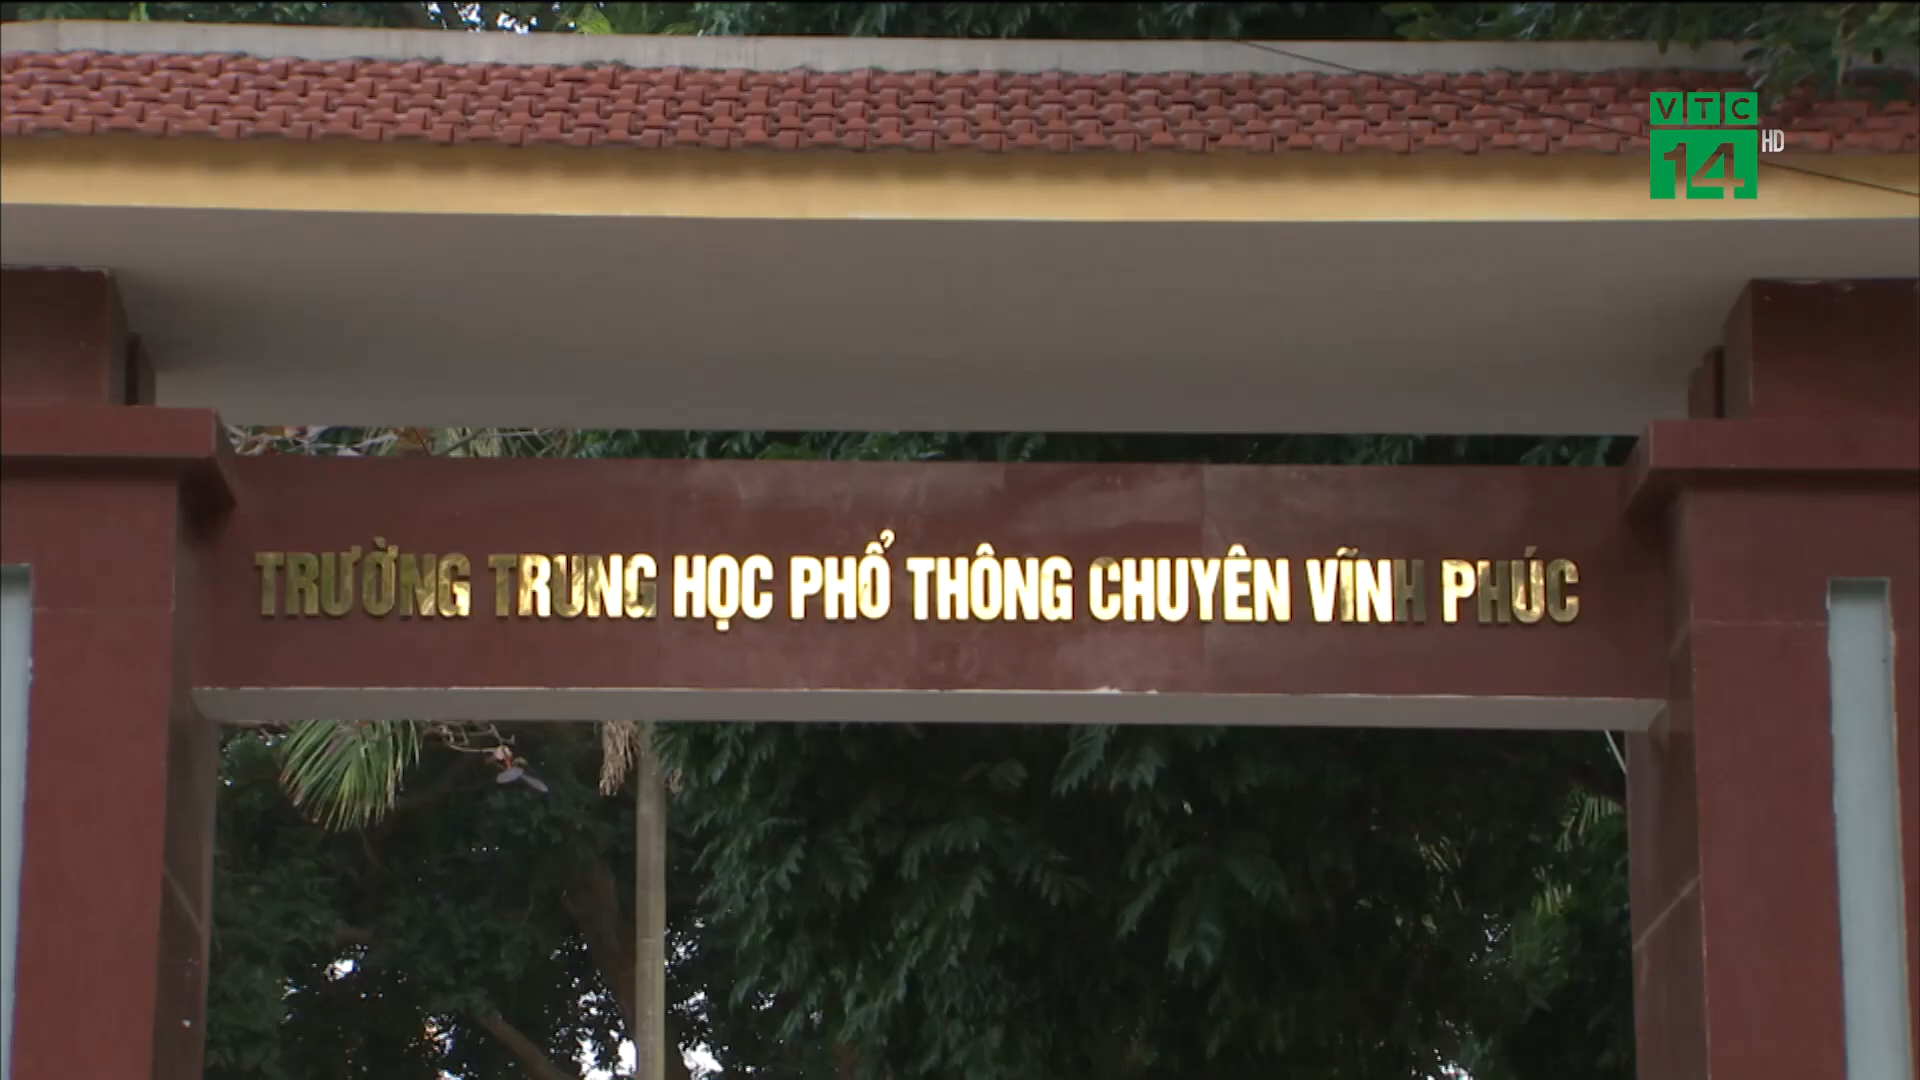 VTC
14 HD
TRƯỜNG TRUNG HỌC PHỔ THÔNG CHUYÊN VĨNH PHÚC